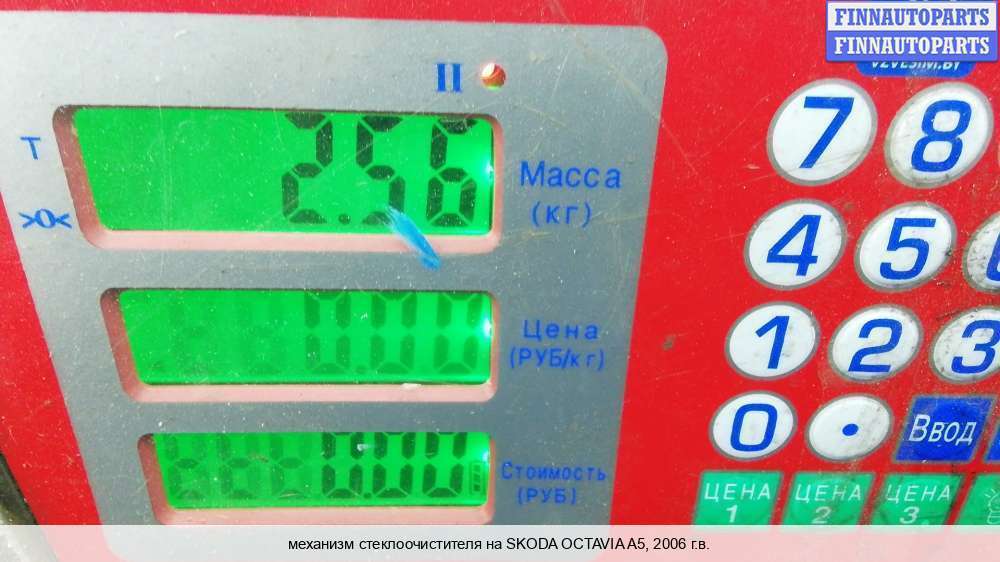 FINNAUTOPARTS
FINNAUTOPARTS
VZVESIM.BY
II
T
2.56
Масса
(кг)
>0<
0.00
Цена
(РУБ/кг)
0.00
Стоимость
(РУБ)
7 8
4 5
1 2 3
0 .
Ввод
ЦЕНА 1
ЦЕНА 2
ЦЕНА 3
механизм стеклоочистителя на SKODA OCTAVIA A5, 2006 г.в.